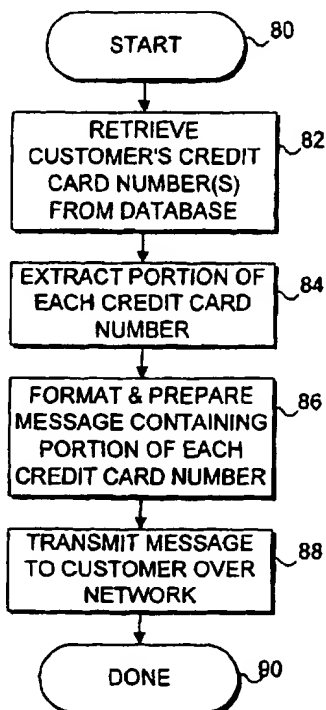 START
80
RETRIEVE
CUSTOMER'S CREDIT
CARD NUMBER(S)
FROM DATABASE
82
EXTRACT PORTION OF
EACH CREDIT CARD
NUMBER
84
FORMAT & PREPARE
MESSAGE CONTAINING
PORTION OF EACH
CREDIT CARD NUMBER
86
TRANSMIT MESSAGE
TO CUSTOMER OVER
NETWORK
88
DONE
90